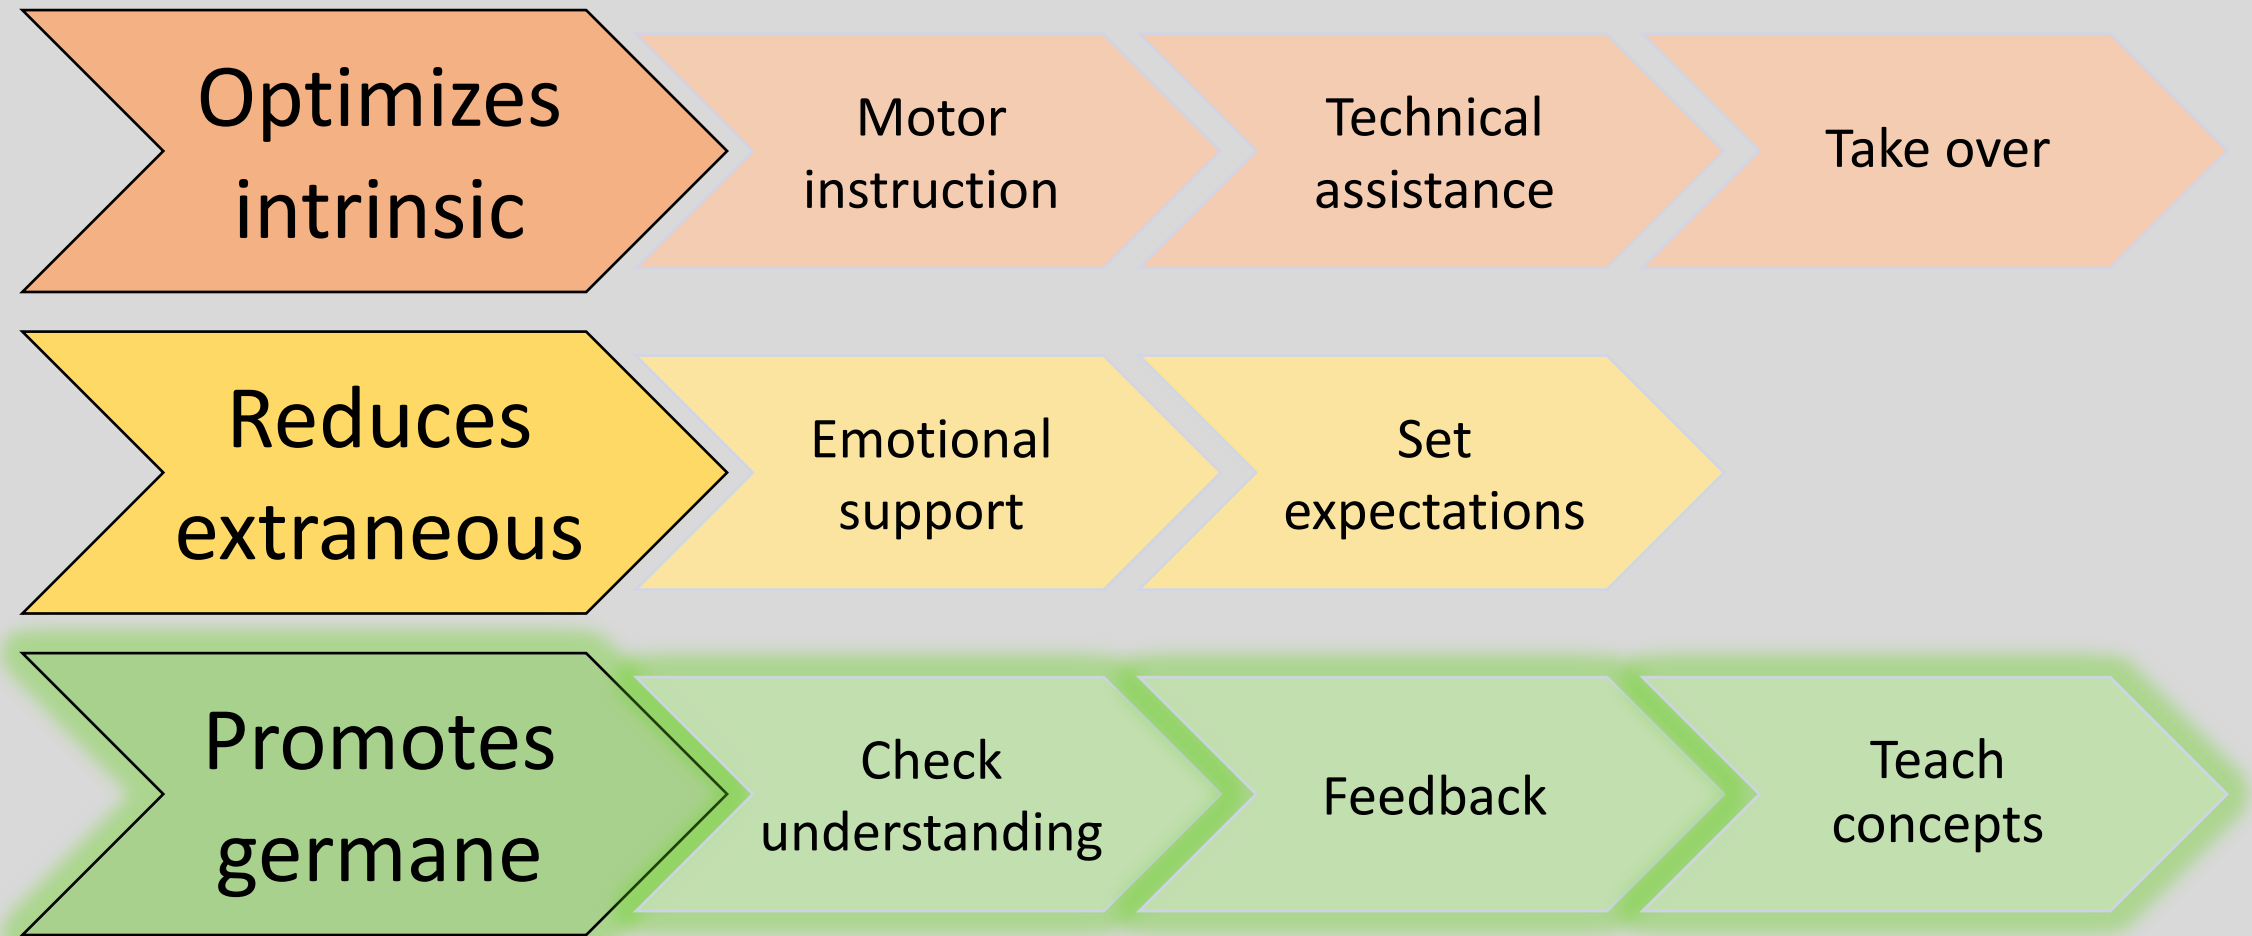 Optimizes
intrinsic
Motor
instruction
Technical
assistance
Take over
Reduces
extraneous
Emotional
support
Set
expectations
Promotes
germane
Check
understanding
Feedback
Teach
concepts